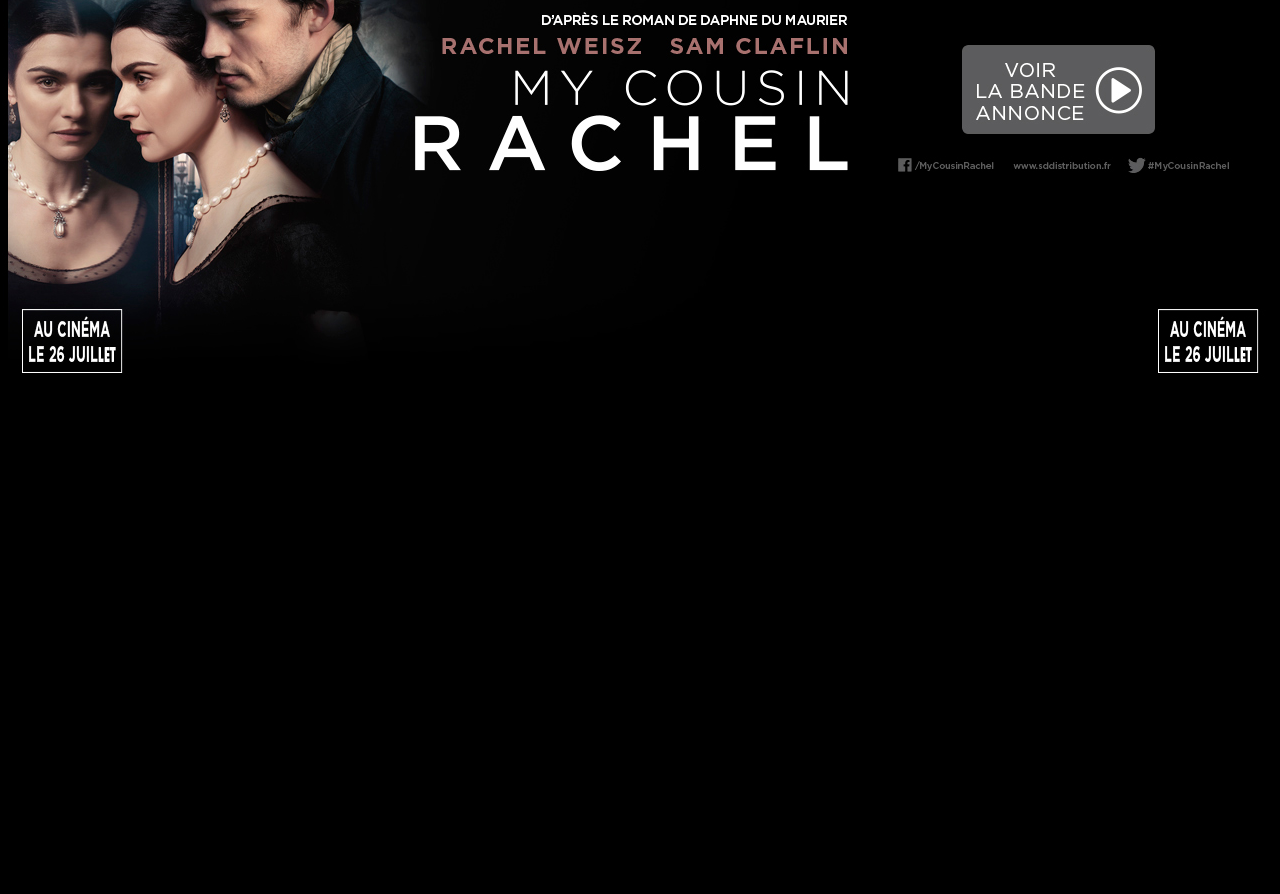 D'APRÈS LE ROMAN DE DAPHNE DU MAURIER
RACHEL WEISZ SAM CLAFLIN
MY COUSIN
RACHEL
VOIR
LA BANDE
ANNONCE
/MyCousinRachel www.sddistribution.fr #MyCousinRachel
AU CINÉMA
LE 26 JUILLET
AU CINÉMA
LE 26 JUILLET